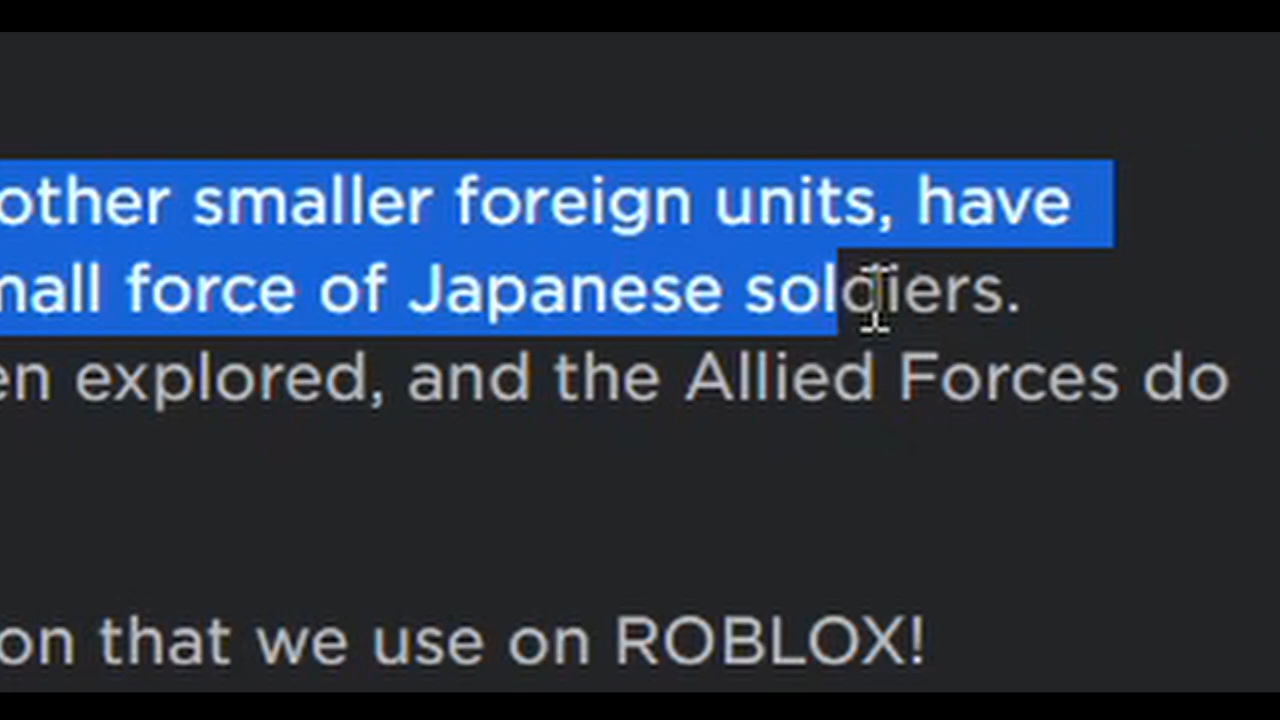 other smaller foreign units, have
mall force of Japanese soldiers.
en explored, and the Allied Forces do
on that we use on ROBLOX!